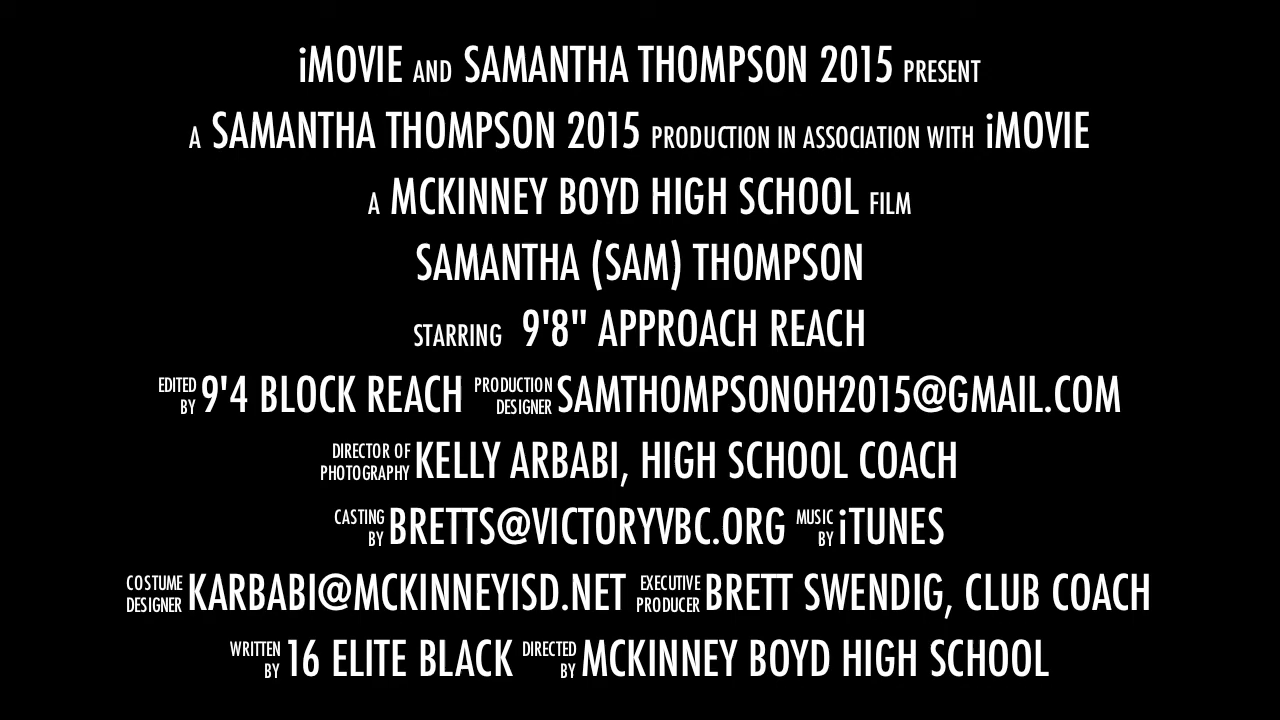 iMOVIE AND SAMANTHA THOMPSON 2015 PRESENT
A SAMANTHA THOMPSON 2015 PRODUCTION IN ASSOCIATION WITH iMOVIE
A MCKINNEY BOYD HIGH SCHOOL FILM
SAMANTHA (SAM) THOMPSON
STARRING 9'8" APPROACH REACH
EDITED BY 9'4 BLOCK REACH PRODUCTION DESIGNER SAMTHOMPSONOH2015@GMAIL.COM
DIRECTOR OF PHOTOGRAPHY KELLY ARBABI, HIGH SCHOOL COACH
CASTING BY BRETTS@VICTORYVBC.ORG MUSIC BY iTUNES
COSTUME DESIGNER KARBABI@MCKINNEYISD.NET EXECUTIVE PRODUCER BRETT SWENDIG, CLUB COACH
WRITTEN BY 16 ELITE BLACK DIRECTED BY MCKINNEY BOYD HIGH SCHOOL